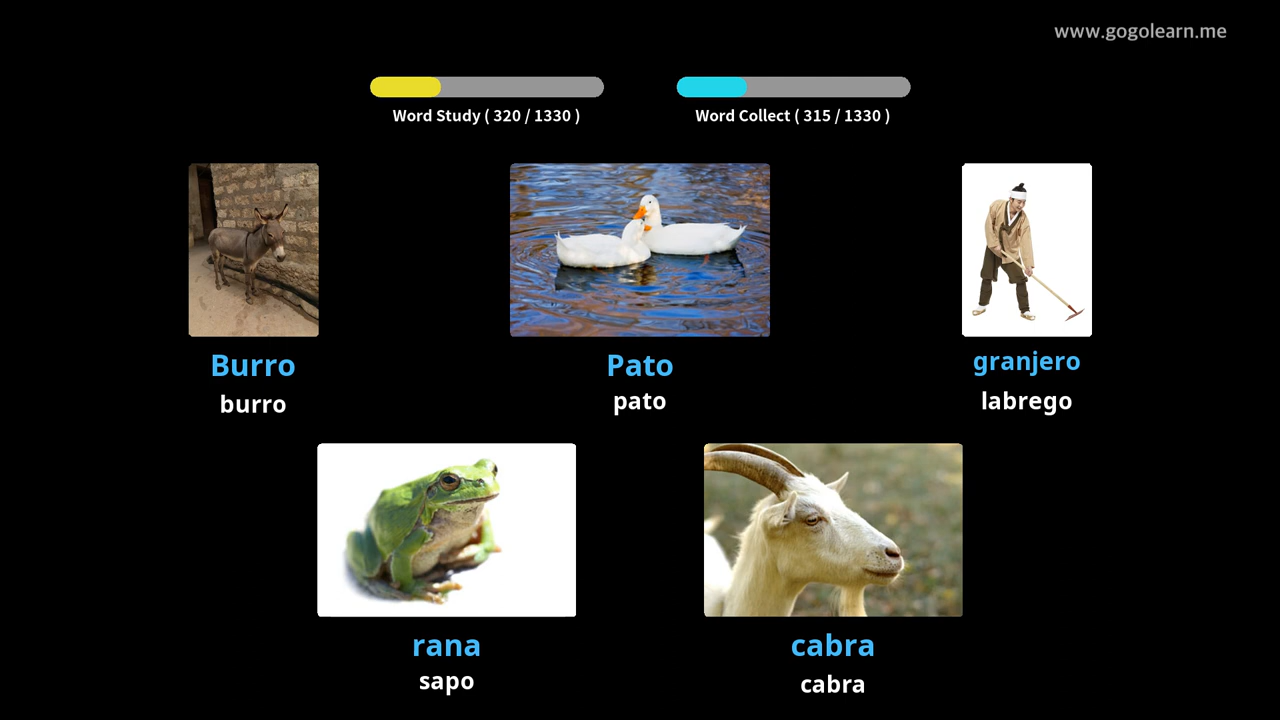 www.gogolearn.me
Word Study ( 320 / 1330 )
Word Collect ( 315 / 1330 )
Burro
burro
Pato
pato
granjero
labrego
rana
sapo
cabra
cabra